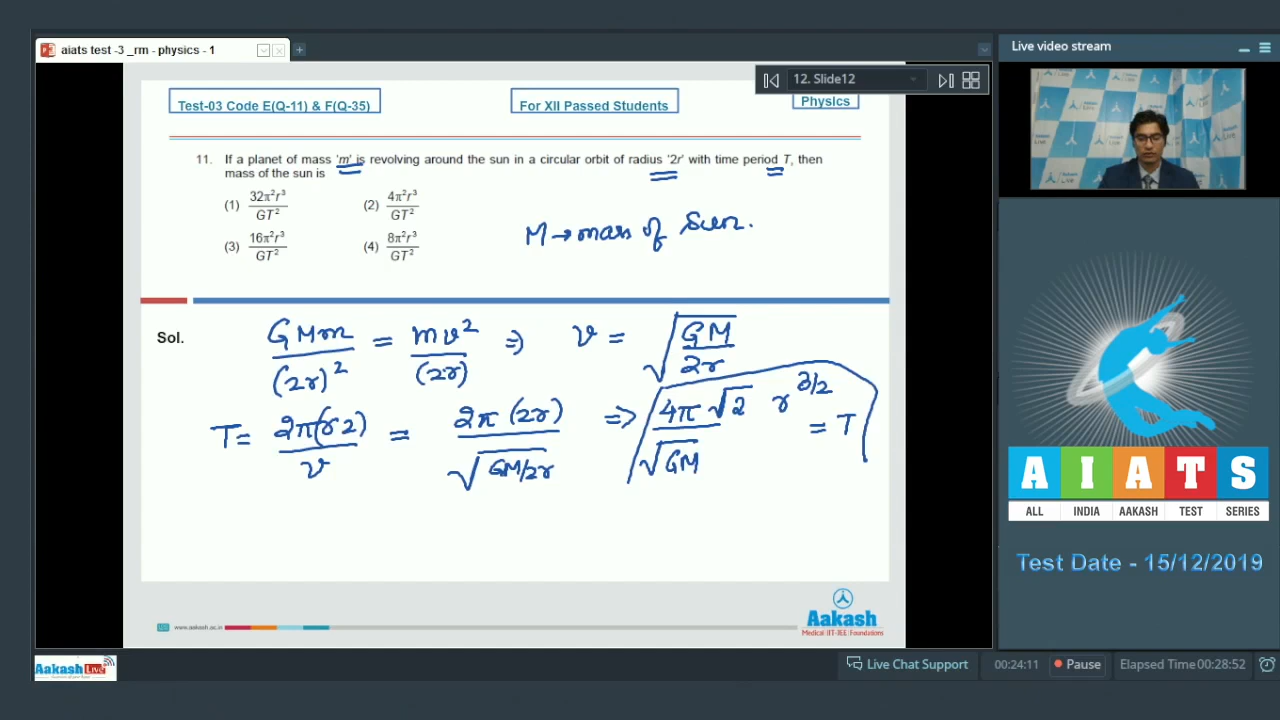 aiats test -3 _rm - physics - 1
Live video stream
12. Slide12
Test-03 Code E(Q-11) & F(Q-35)
For XII Passed Students
Physics
11. If a planet of mass 'm' is revolving around the sun in a circular orbit of radius '2r' with time period T, then
mass of the sun is
(1) 32π²r³/GT² (2) 4π²r³/GT²
(3) 16π²r³/GT² (4) 8π²r³/GT²
M → mass of Sun.
Sol.
GMm/(2r)² = mv²/(2r) ⇒ v = √(GM/2r)
T = 2π(r2)/v = 2π(2r)/√(GM/2r) ⇒ 4π√2 r^3/2/√GM = T
www.aakash.ac.in
Aakash
Medical|IIT-JEE|Foundations
A I A T S
ALL INDIA AAKASH TEST SERIES
Test Date - 15/12/2019
Aakash Live
Live Chat Support
00:24:11
Pause
Elapsed Time 00:28:52